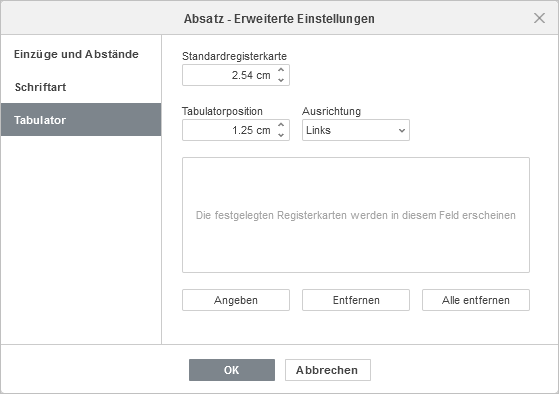 Absatz - Erweiterte Einstellungen
Einzüge und Abstände
Schriftart
Tabulator
Standardregisterkarte
2.54 cm
Tabulatorposition
Ausrichtung
1.25 cm
Links
Die festgelegten Registerkarten werden in diesem Feld erscheinen
Angeben
Entfernen
Alle entfernen
OK
Abbrechen